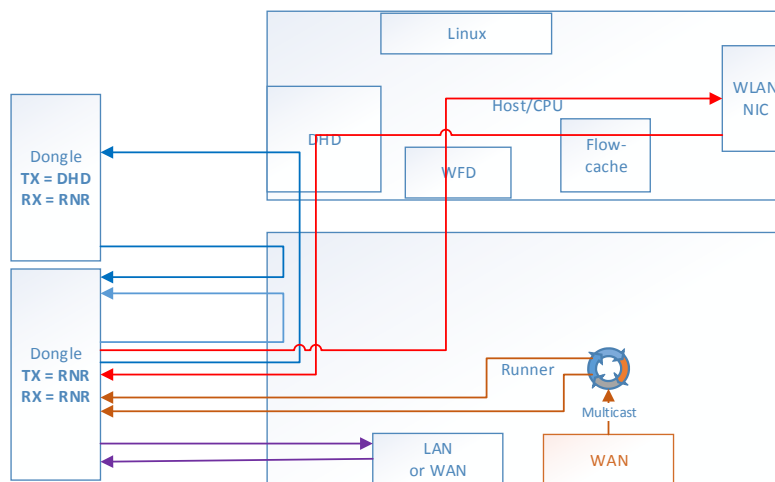 Linux
WLAN
NIC
Host/CPU
DHD
Flow-
cache
WFD
Dongle
TX = DHD
RX = RNR
Dongle
TX = RNR
RX = RNR
Runner
Multicast
LAN
or WAN
WAN